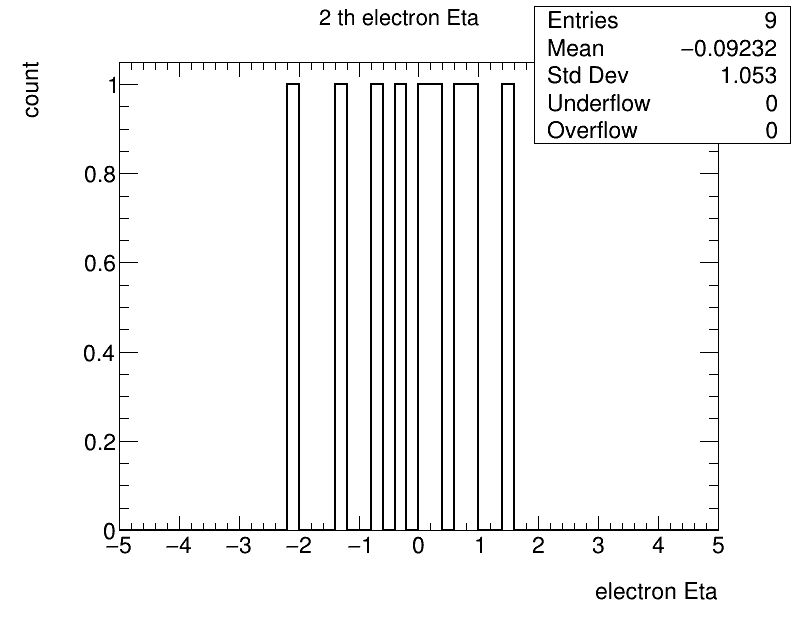 2 th electron Eta
Entries 9
Mean −0.09232
Std Dev 1.053
Underflow 0
Overflow 0
count
1
0.8
0.6
0.4
0.2
0
−5 −4 −3 −2 −1 0 1 2 3 4 5
electron Eta